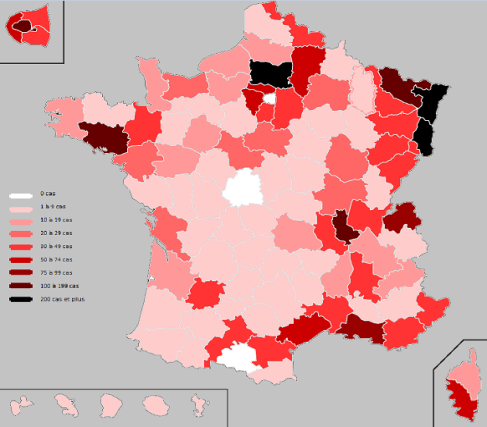 0 cas
1 à 9 cas
10 à 19 cas
20 à 29 cas
30 à 49 cas
50 à 74 cas
75 à 99 cas
100 à 199 cas
200 cas et plus